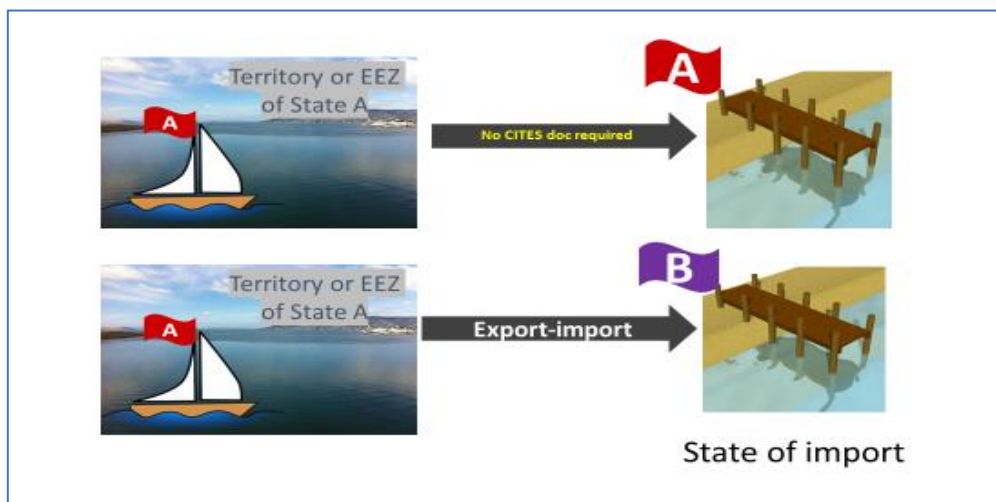 Territory or EEZ
of State A
A
No CITES doc required
A
Territory or EEZ
of State A
A
Export-import
B
State of import